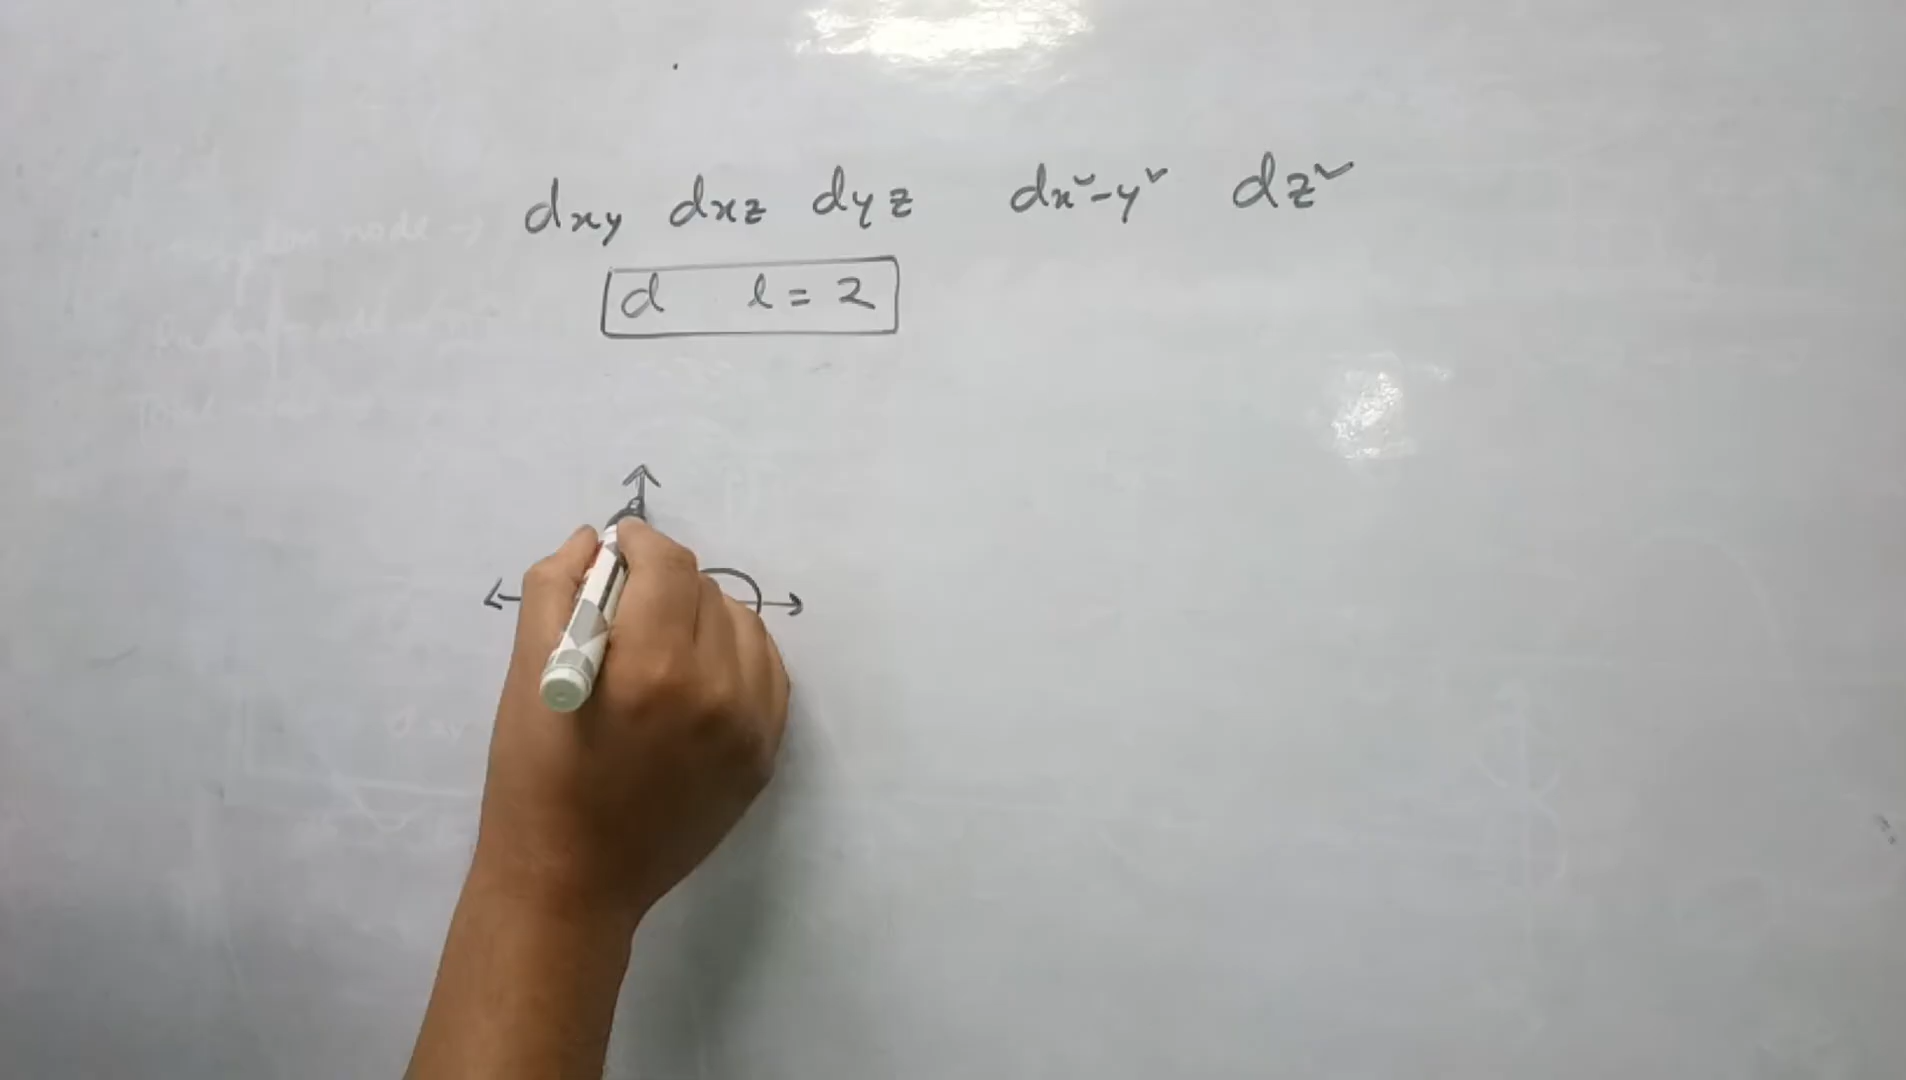 dxy dxz dyz dx²-y² dz²
d l = 2